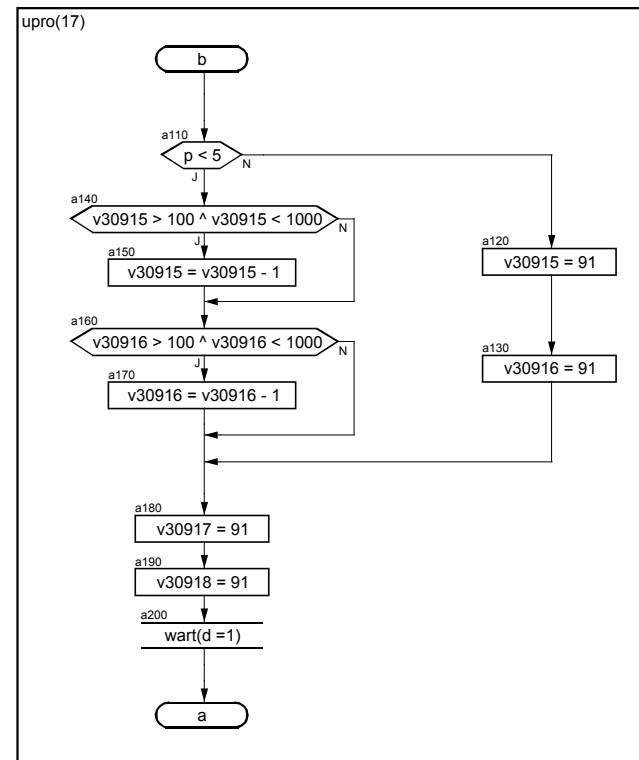 upro(17)
b
a110
p < 5
N
J
a140
v30915 > 100 ^ v30915 < 1000
N
J
a150
v30915 = v30915 - 1
a120
v30915 = 91
a160
v30916 > 100 ^ v30916 < 1000
N
J
a170
v30916 = v30916 - 1
a130
v30916 = 91
a180
v30917 = 91
a190
v30918 = 91
a200
wart(d =1)
a